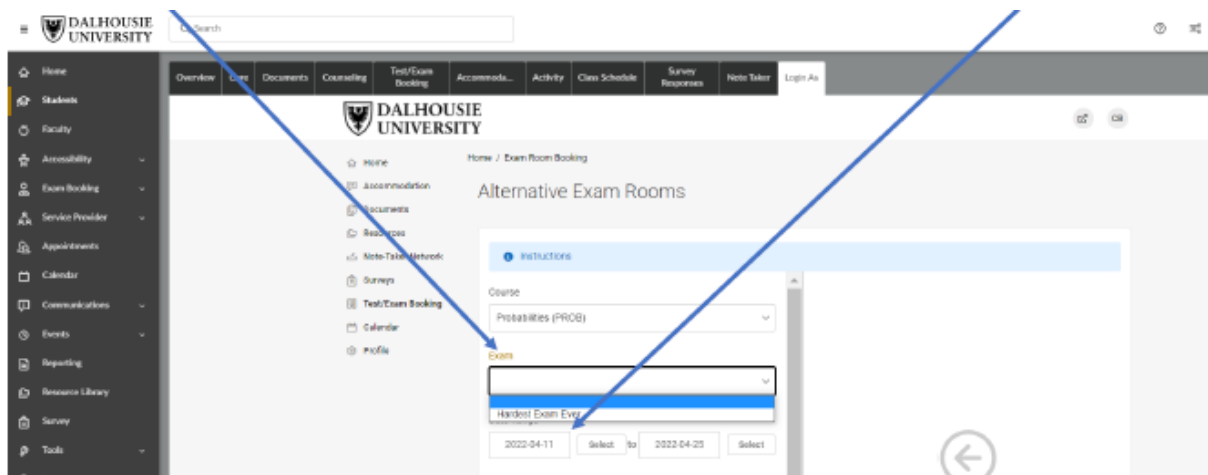 DALHOUSIE
UNIVERSITY
Search
Home
Students
Faculty
Accessibility
Exam Booking
Service Provider
Appointments
Calendar
Communications
Events
Reporting
Resource Library
Survey
Tools
Overview
Documents
Counseling
Test/Exam
Booking
Accommoda...
Activity
Class Schedule
Survey
Responses
Note Taker
Login As
DALHOUSIE
UNIVERSITY
CB
Home
Accommodation
Documents
Resources
Note-Taker Network
Surveys
Test/Exam Booking
Calendar
Profile
Home / Exam Room Booking
Alternative Exam Rooms
Instructions
Course
Probabilities (PROB)
Exam
Hardest Exam Ever
2022-04-11 Select to 2022-04-25 Select